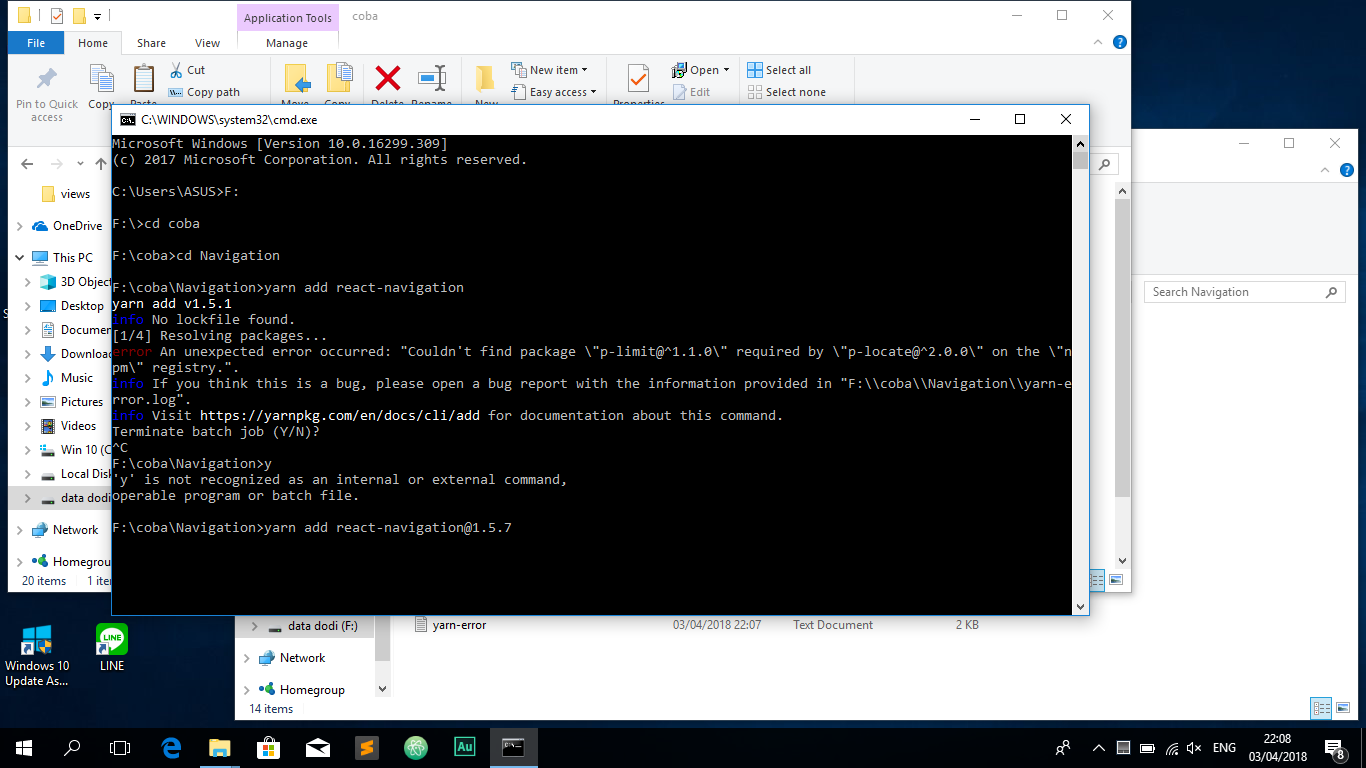 Application Tools
coba
File
Home
Share
View
Manage
Pin to Quick access
Copy
Cut
Copy path
New item
Easy access
Open
Edit
Select all
Select none
C:\WINDOWS\system32\cmd.exe
Microsoft Windows [Version 10.0.16299.309]
(c) 2017 Microsoft Corporation. All rights reserved.
C:\Users\ASUS>F:
F:\>cd coba
F:\coba>cd Navigation
F:\coba\Navigation>yarn add react-navigation
yarn add v1.5.1
info No lockfile found.
[1/4] Resolving packages...
error An unexpected error occurred: "Couldn't find package \"p-limit@^1.1.0\" required by \"p-locate@^2.0.0\" on the \"n
pm\" registry.".
info If you think this is a bug, please open a bug report with the information provided in "F:\\coba\\Navigation\\yarn-e
rror.log".
info Visit https://yarnpkg.com/en/docs/cli/add for documentation about this command.
Terminate batch job (Y/N)?
^C
F:\coba\Navigation>y
'y' is not recognized as an internal or external command,
operable program or batch file.
F:\coba\Navigation>yarn add react-navigation@1.5.7
views
OneDrive
This PC
3D Object
Desktop
Documen
Downloac
Music
Pictures
Videos
Win 10 (C
Local Disk
data dodi
Network
Homegrou
20 items
1 ite
Search Navigation
data dodi (F:)
Network
Homegroup
14 items
yarn-error
03/04/2018 22:07
Text Document
2 KB
Windows 10
Update As...
LINE
LINE
Au
ENG
22:08
03/04/2018
8